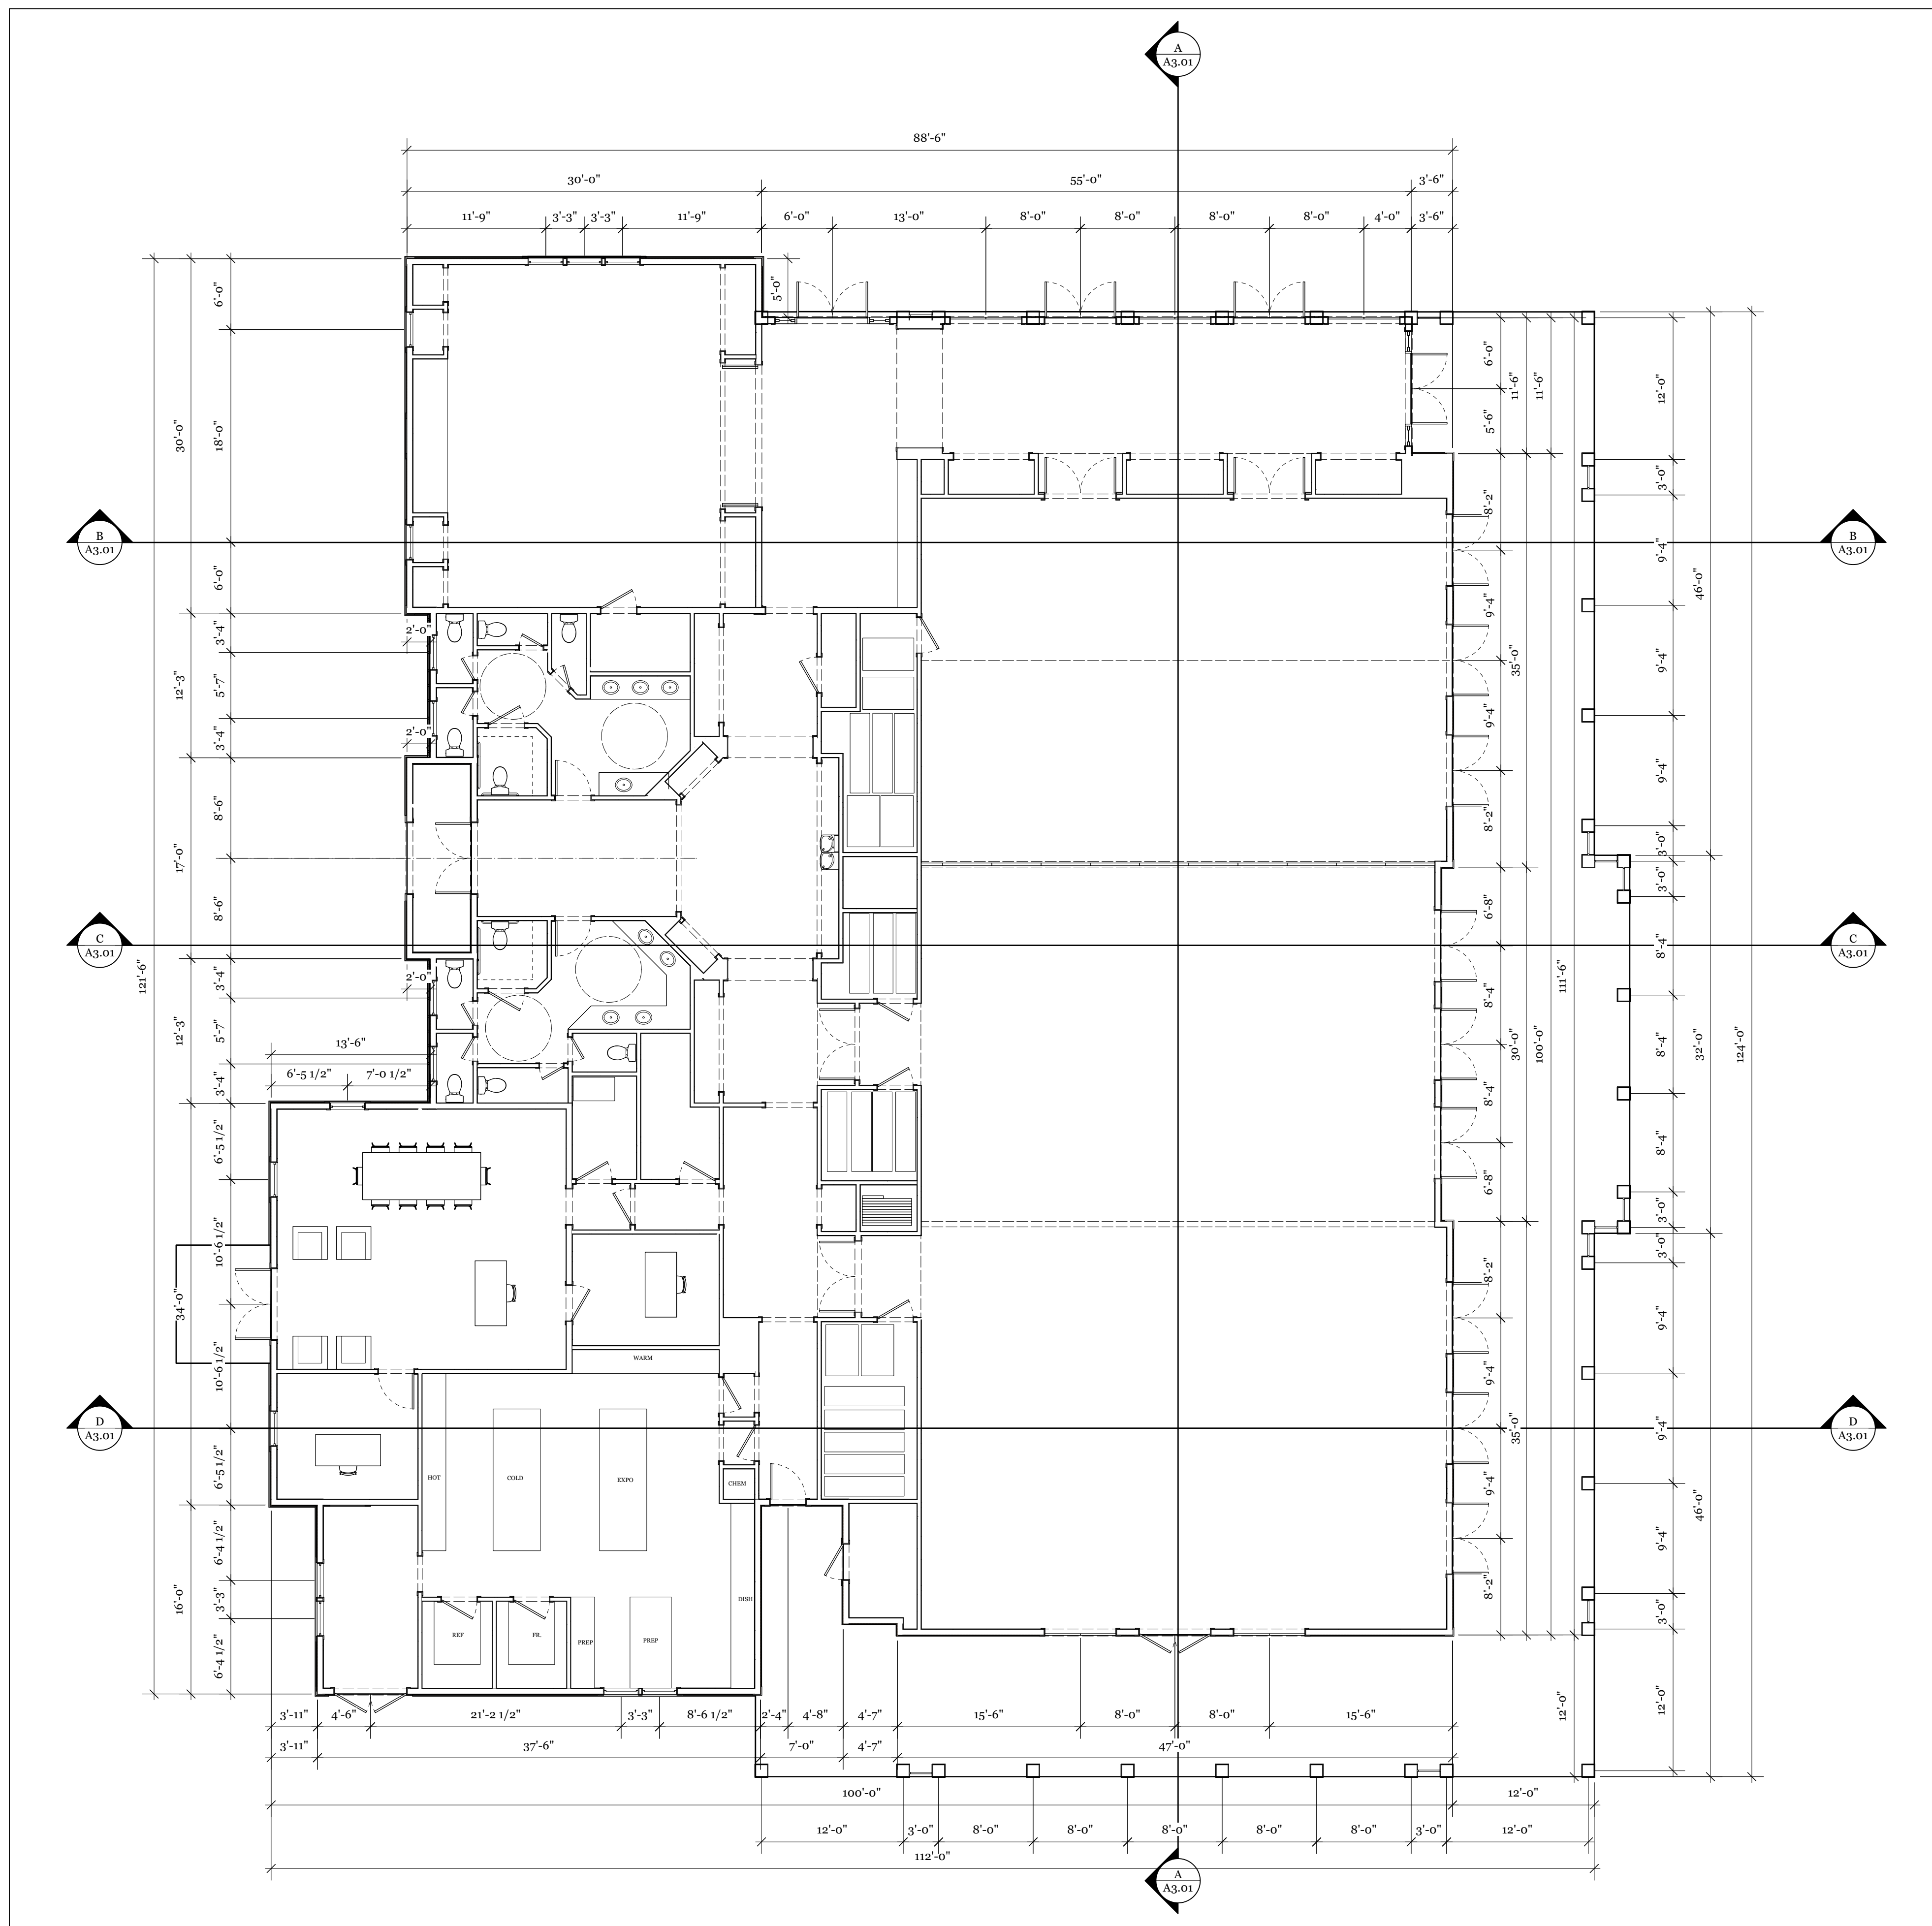 A
A3.01
88'-6"
30'-0" 55'-0" 3'-6"
11'-9" 3'-3" 3'-3" 11'-9" 6'-0" 13'-0" 8'-0" 8'-0" 8'-0" 8'-0" 4'-0" 3'-6"
5'-0"
B
A3.01
B
A3.01
C
A3.01
C
A3.01
D
A3.01
D
A3.01
121'-6"
30'-0"
12'-3"
17'-0"
12'-3"
34'-0"
16'-0"
6'-0"
18'-0"
6'-0"
3'-4"
5'-7"
3'-4"
8'-6"
8'-6"
3'-4"
5'-7"
3'-4"
6'-5 1/2"
10'-6 1/2"
10'-6 1/2"
6'-5 1/2"
6'-4 1/2"
3'-3"
6'-4 1/2"
2'-0"
2'-0"
2'-0"
13'-6"
6'-5 1/2" 7'-0 1/2"
WARM
HOT
COLD
EXPO
CHEM
DISH
REF
FR.
PREP
PREP
6'-0"
5'-6"
8'-2"
9'-4"
9'-4"
8'-2"
6'-8"
8'-4"
8'-4"
6'-8"
8'-2"
9'-4"
9'-4"
8'-2"
11'-6"
35'-0"
30'-0"
35'-0"
11'-6"
100'-0"
111'-6"
12'-0"
12'-0"
3'-0"
9'-4"
9'-4"
9'-4"
3'-0"
3'-0"
8'-4"
8'-4"
8'-4"
3'-0"
3'-0"
9'-4"
9'-4"
9'-4"
3'-0"
12'-0"
46'-0"
32'-0"
46'-0"
124'-0"
3'-11" 4'-6" 21'-2 1/2" 3'-3" 8'-6 1/2" 2'-4" 4'-8" 4'-7" 15'-6" 8'-0" 8'-0" 15'-6"
3'-11" 37'-6" 7'-0" 4'-7" 47'-0"
100'-0" 12'-0"
12'-0" 3'-0" 8'-0" 8'-0" 8'-0" 8'-0" 8'-0" 3'-0" 12'-0"
112'-0"
A
A3.01